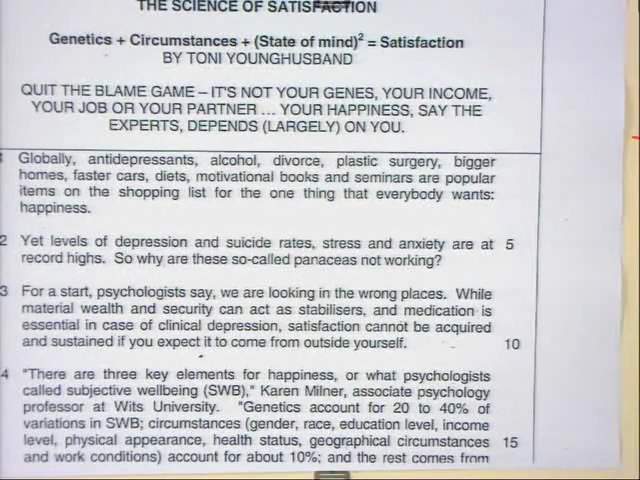 THE SCIENCE OF SATISFACTION
Genetics + Circumstances + (State of mind)² = Satisfaction
BY TONI YOUNGHUSBAND
QUIT THE BLAME GAME – IT'S NOT YOUR GENES, YOUR INCOME,
YOUR JOB OR YOUR PARTNER … YOUR HAPPINESS, SAY THE
EXPERTS, DEPENDS (LARGELY) ON YOU.
Globally, antidepressants, alcohol, divorce, plastic surgery, bigger
homes, faster cars, diets, motivational books and seminars are popular
items on the shopping list for the one thing that everybody wants:
happiness.
2 Yet levels of depression and suicide rates, stress and anxiety are at 5
record highs. So why are these so-called panaceas not working?
3 For a start, psychologists say, we are looking in the wrong places. While
material wealth and security can act as stabilisers, and medication is
essential in case of clinical depression, satisfaction cannot be acquired
and sustained if you expect it to come from outside yourself. 10
4 "There are three key elements for happiness, or what psychologists
called subjective wellbeing (SWB)," Karen Milner, associate psychology
professor at Wits University. "Genetics account for 20 to 40% of
variations in SWB; circumstances (gender, race, education level, income
level, physical appearance, health status, geographical circumstances 15
and work conditions) account for about 10%; and the rest comes from